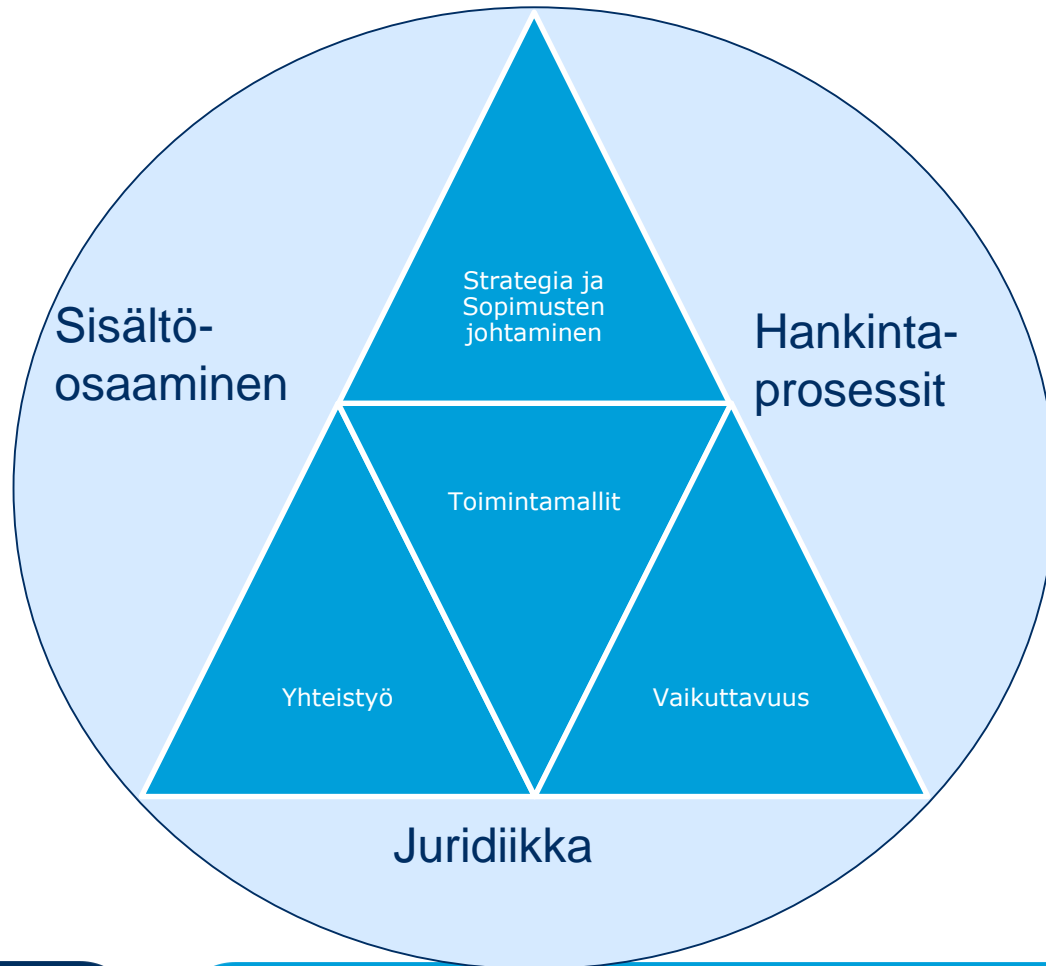 Strategia ja
Sopimusten
johtaminen
Sisältö-
osaaminen
Hankinta-
prosessit
Toimintamallit
Yhteistyö
Vaikuttavuus
Juridiikka